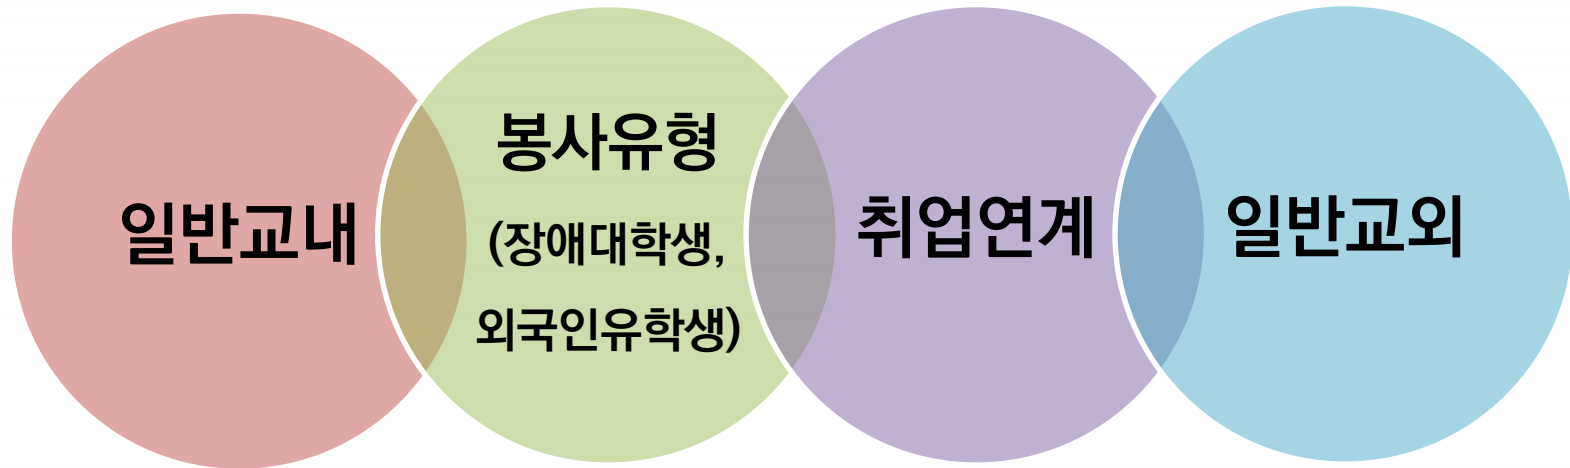 일반교내
봉사유형
(장애대학생,
외국인유학생)
취업연계
일반교외